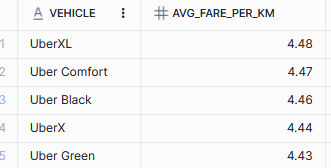 A VEHICLE # AVG_FARE_PER_KM
1 UberXL 4.48
2 Uber Comfort 4.47
3 Uber Black 4.46
4 UberX 4.44
5 Uber Green 4.43